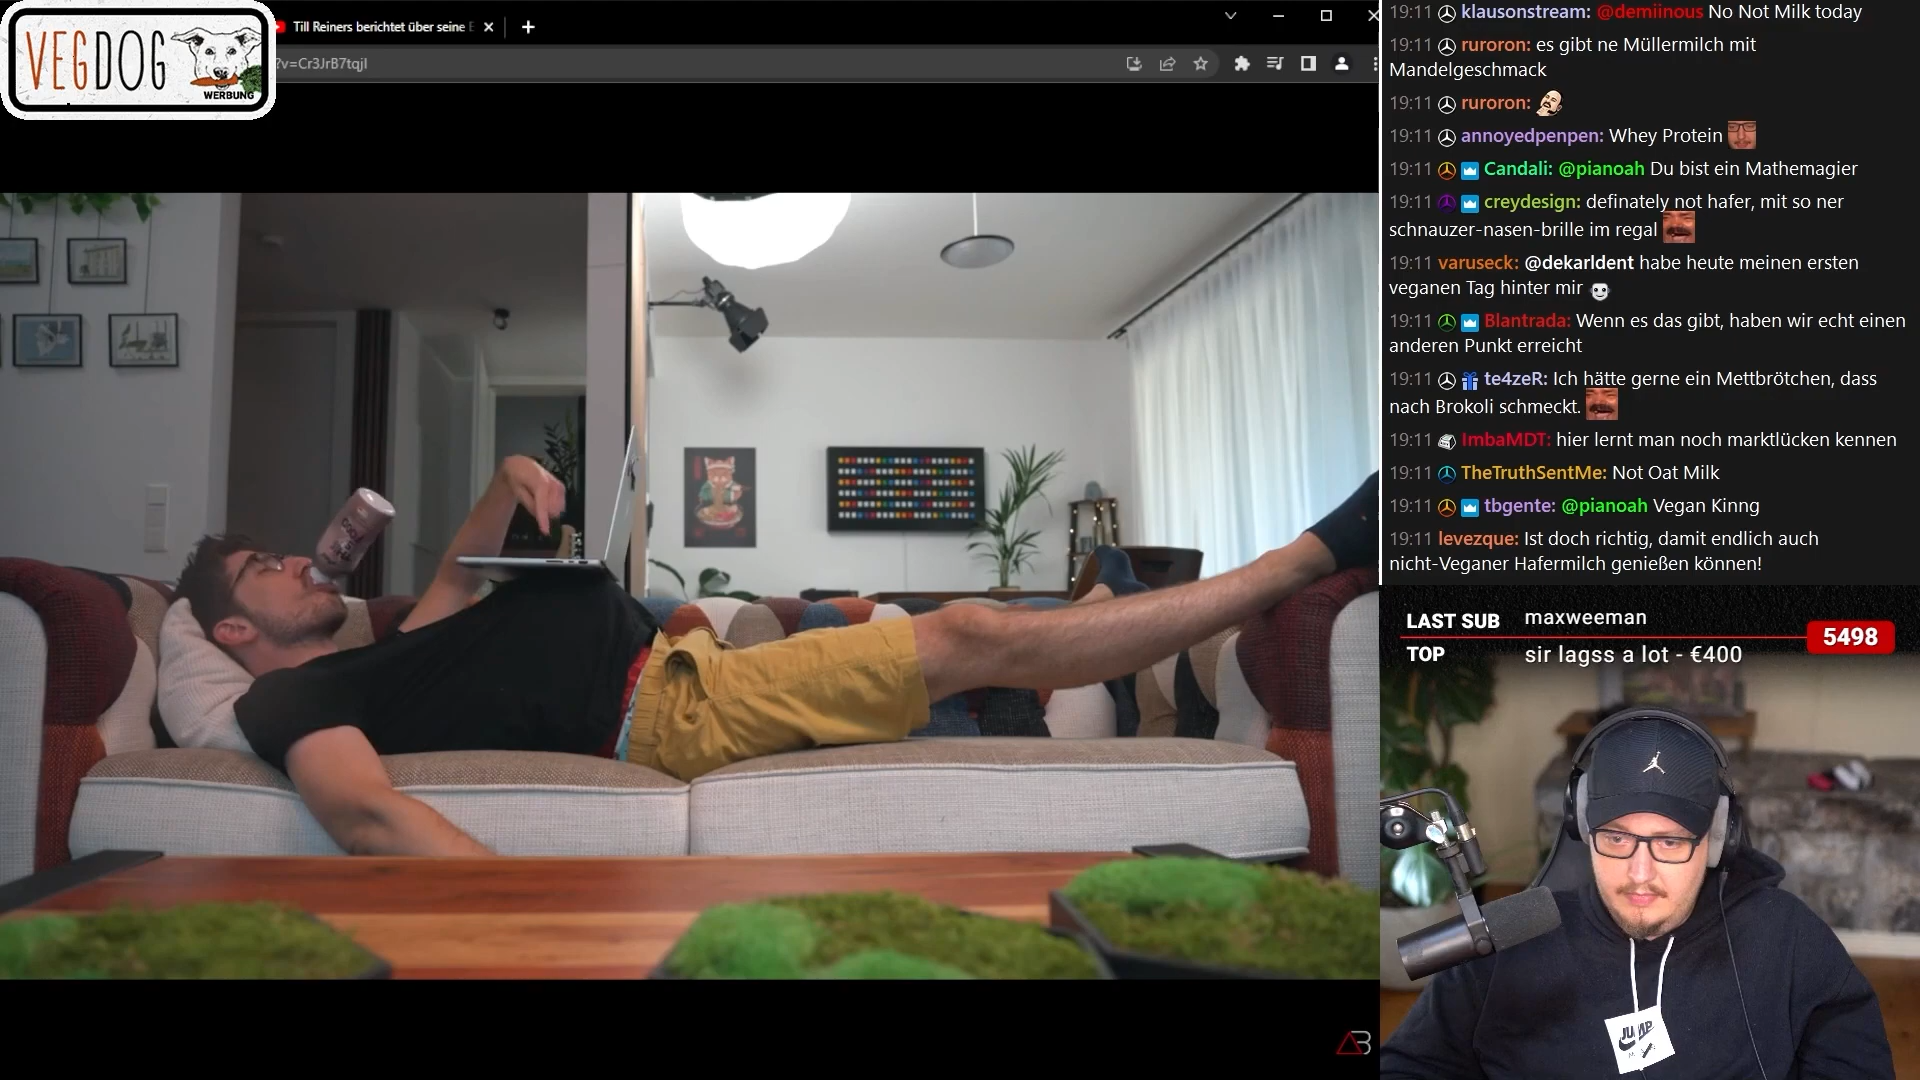 VEGDOG
WERBUNG
Till Reiners berichtet über seine E
?v=Cr3JrB7tqjI
19:11 klausonstream: @demiinous No Not Milk today
19:11 ruroron: es gibt ne Müllermilch mit
Mandelgeschmack
19:11 ruroron:
19:11 annoyedpenpen: Whey Protein
19:11 Candali: @pianoah Du bist ein Mathemagier
19:11 creydesign: definately not hafer, mit so ner
schnauzer-nasen-brille im regal
19:11 varuseck: @dekarldent habe heute meinen ersten
veganen Tag hinter mir
19:11 Blantrada: Wenn es das gibt, haben wir echt einen
anderen Punkt erreicht
19:11 te4zeR: Ich hätte gerne ein Mettbrötchen, dass
nach Brokoli schmeckt.
19:11 ImbaMDT: hier lernt man noch marktlücken kennen
19:11 TheTruthSentMe: Not Oat Milk
19:11 tbgente: @pianoah Vegan Kinng
19:11 levezque: Ist doch richtig, damit endlich auch
nicht-Veganer Hafermilch genießen können!
LAST SUB maxweeman
5498
TOP sir lagss a lot - €400
JUMP